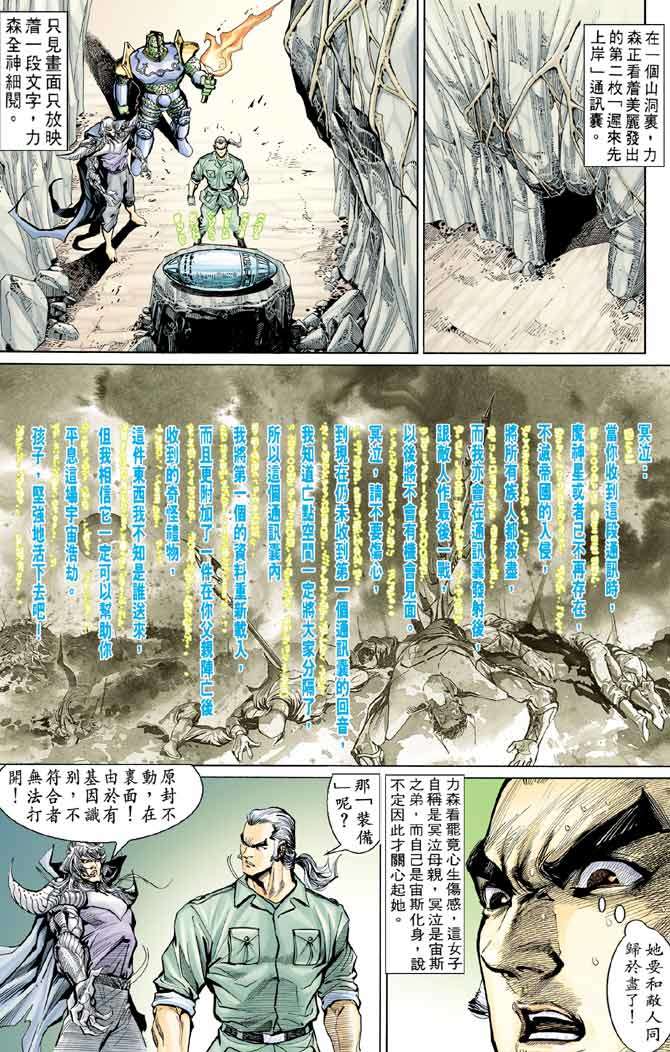 在一個山洞裏，力
森正看着美麗發出
的第二枚「遲來先
上岸」通訊囊。
只見畫面只放映
着一段文字，力
森全神細閱。
冥泣：
當你收到這段通訊時，
魔神星或者已不再存在，
不滅帝國的人侵，
將所有族人都殺盡，
而我亦會在通訊囊發射後，
跟敵人作最後一戰，
以後將不會有機會見面。
冥泣，請不要傷心，
到現在仍未收到第一個通訊囊的回音，
我知道亡點空間一定將大家分隔了，
所以這個通訊囊內
我將第一個的資料重新載人，
而且更附加了一件在你父親陣亡後
收到的奇怪禮物，
這件東西我不知是誰送來，
但我相信它一定可以幫助你
平息這場宇宙浩劫。
孩子，堅強地活下去吧！
她要和敵人同
歸於盡了！
力森看罷竟心生傷感，這女子
自稱是冥泣母親，冥泣是宙斯
之弟，而自己是宙斯化身，說
不定因此才關心起她。
那「裝備
」呢？
原封不
動，在
裏面！
由於有
基因識
別，不
符合者
無法打
開！